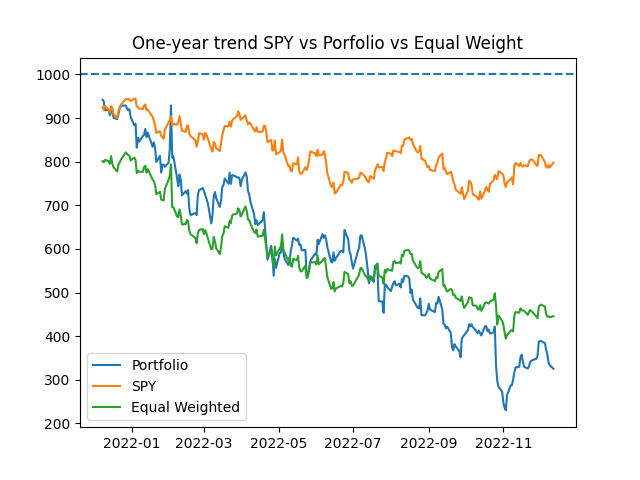 One-year trend SPY vs Porfolio vs Equal Weight
1000
900
800
700
600
500
400
300
200
Portfolio
SPY
Equal Weighted
2022-01 2022-03 2022-05 2022-07 2022-09 2022-11